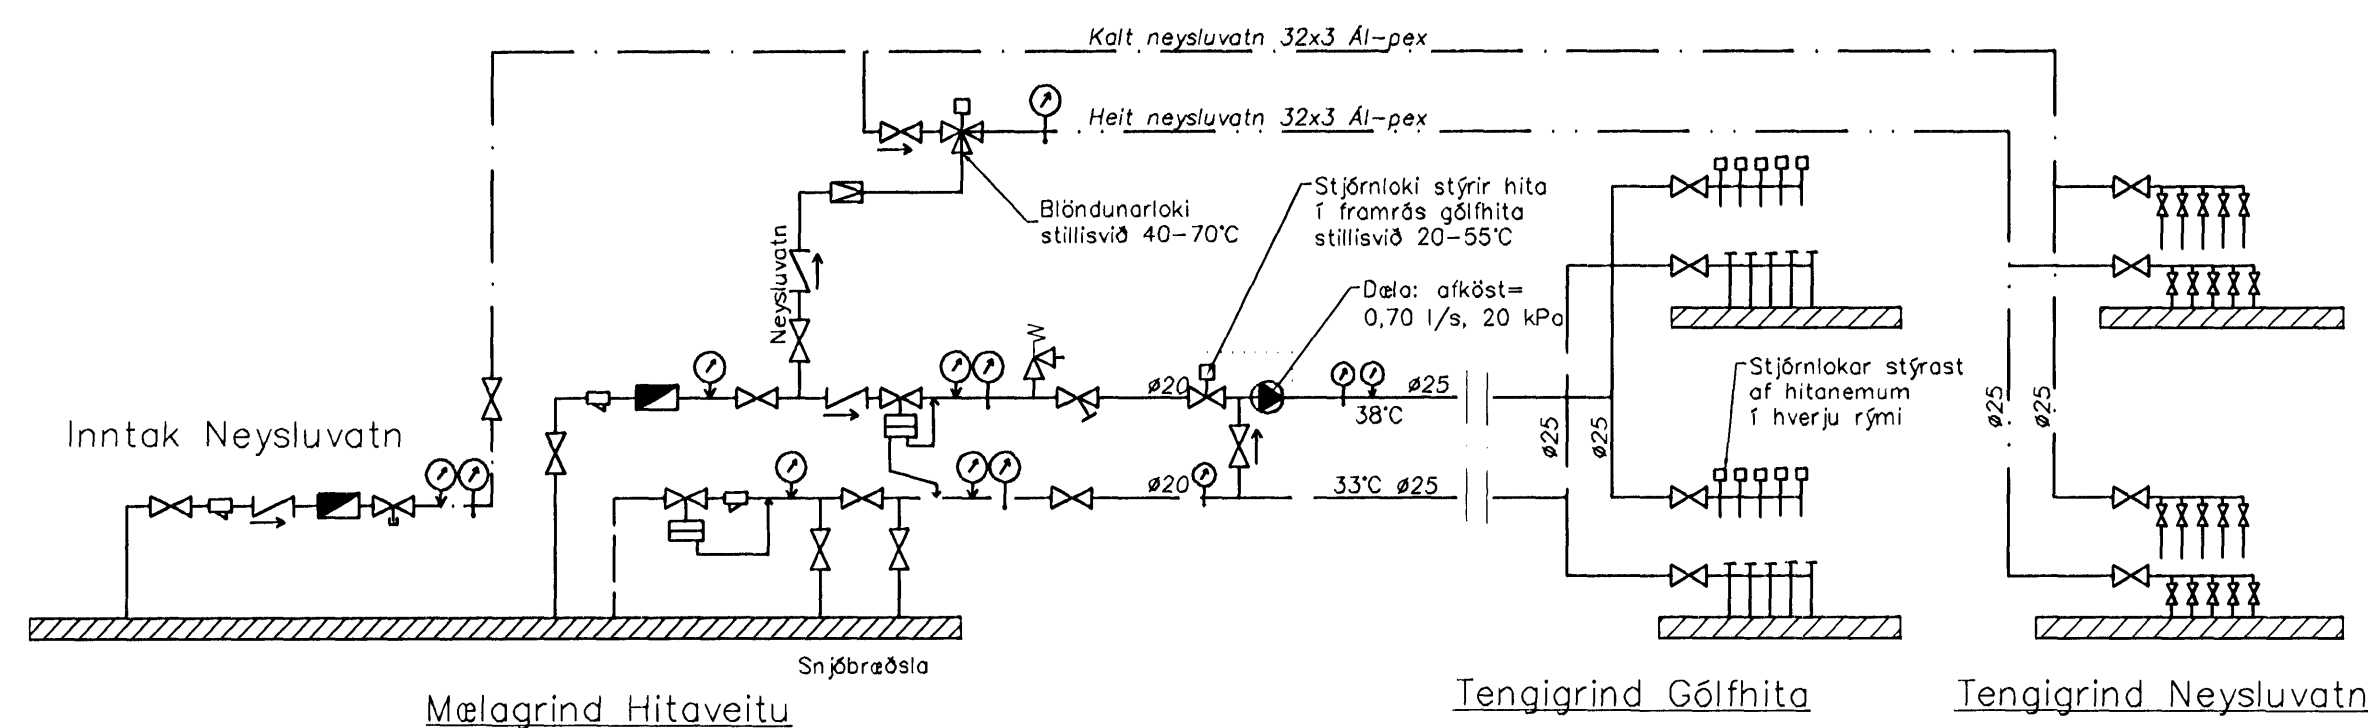 Kalt neysluvatn 32x3 Ál-pex
Heit neysluvatn 32x3 Ál-pex
Blöndunarloki
stillisvið 40-70°C
Stjórnloki stýrir hita
í framrás gólfhita
stillisvið 20-55°C
Neysluvatn
Dæla: afköst=
0,70 l/s, 20 kPa
Stjórnlokar stýrast
af hitanemum
í hverju rými
ø20
ø25
38°C
Inntak Neysluvatn
ø25
ø25
ø25
ø25
ø20
33°C ø25
Snjóbræðsla
Mælagrind Hitaveitu
Tengigrind Gólfhita
Tengigrind Neysluvatn